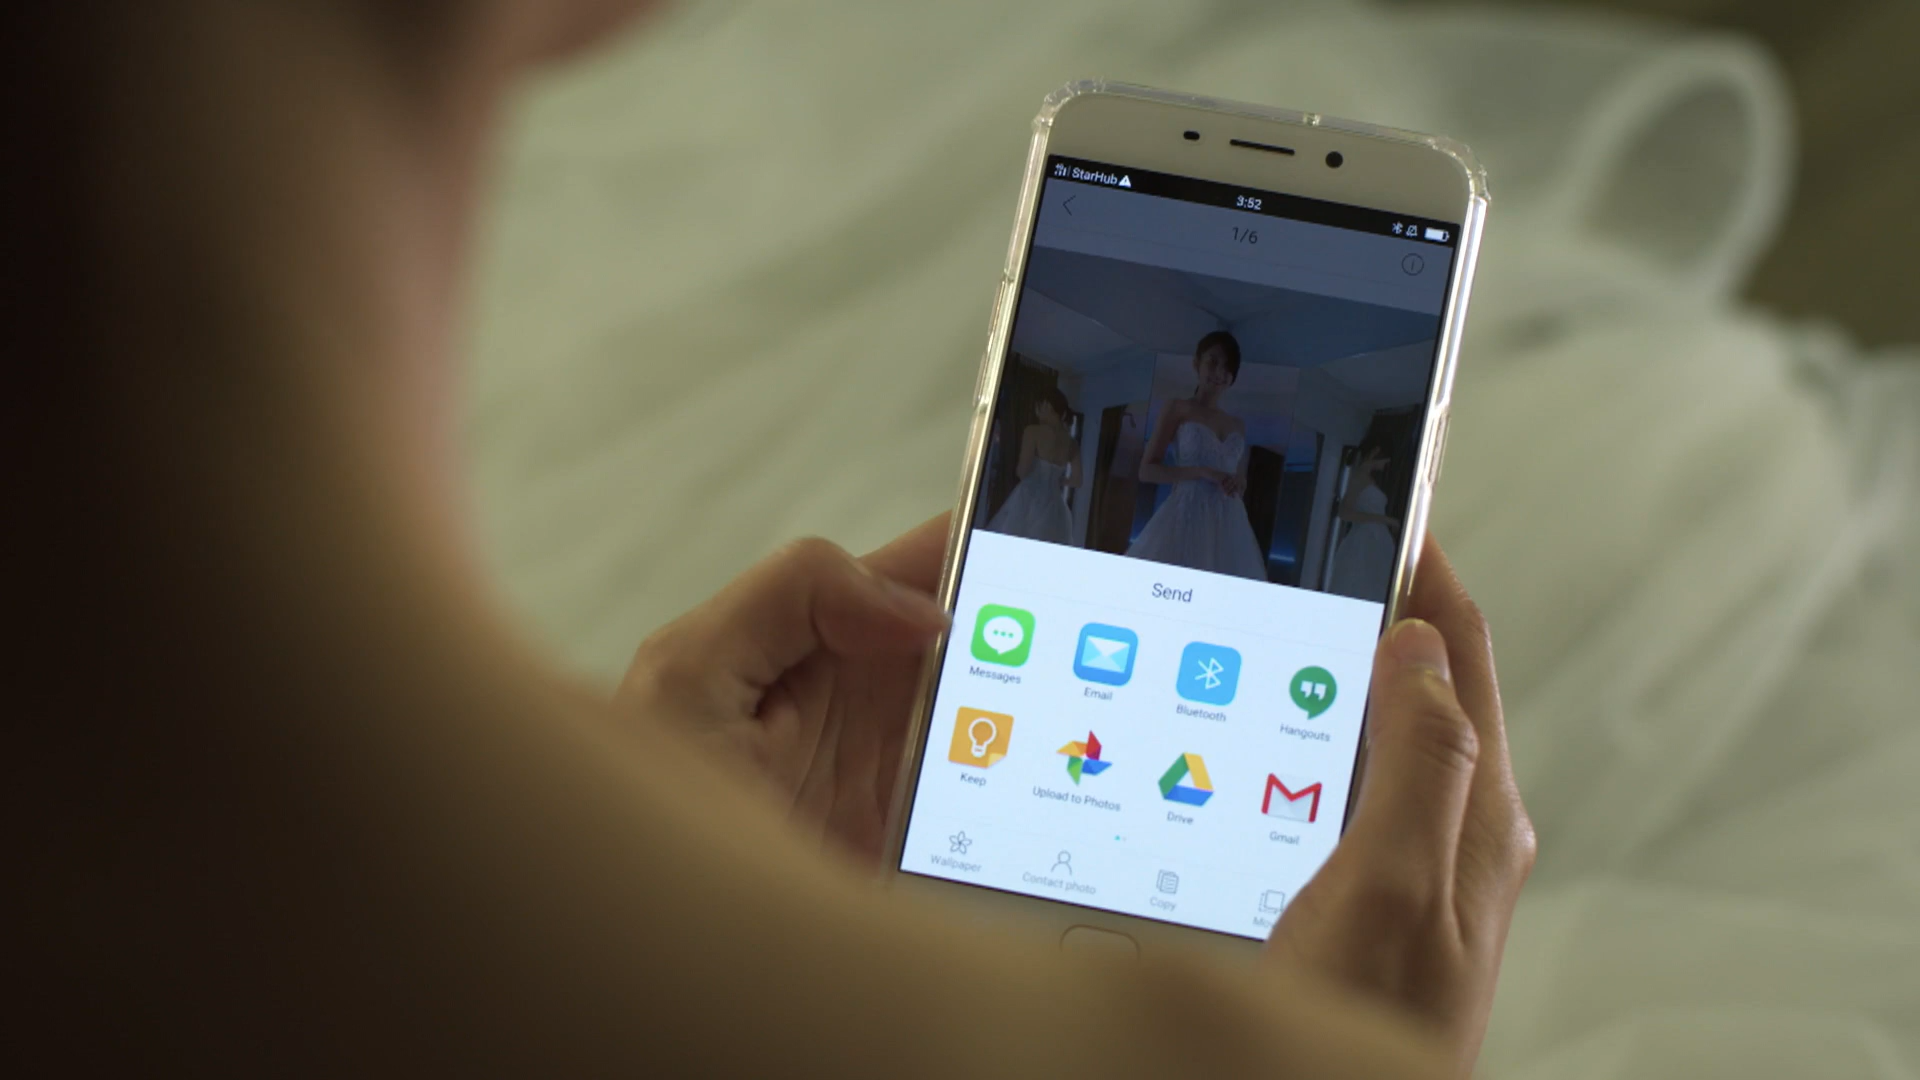 StarHub
3:52
1/6
Send
Messages
Email
Bluetooth
Hangouts
Keep
Upload to Photos
Drive
Gmail
Wallpaper
Contact photo
Copy